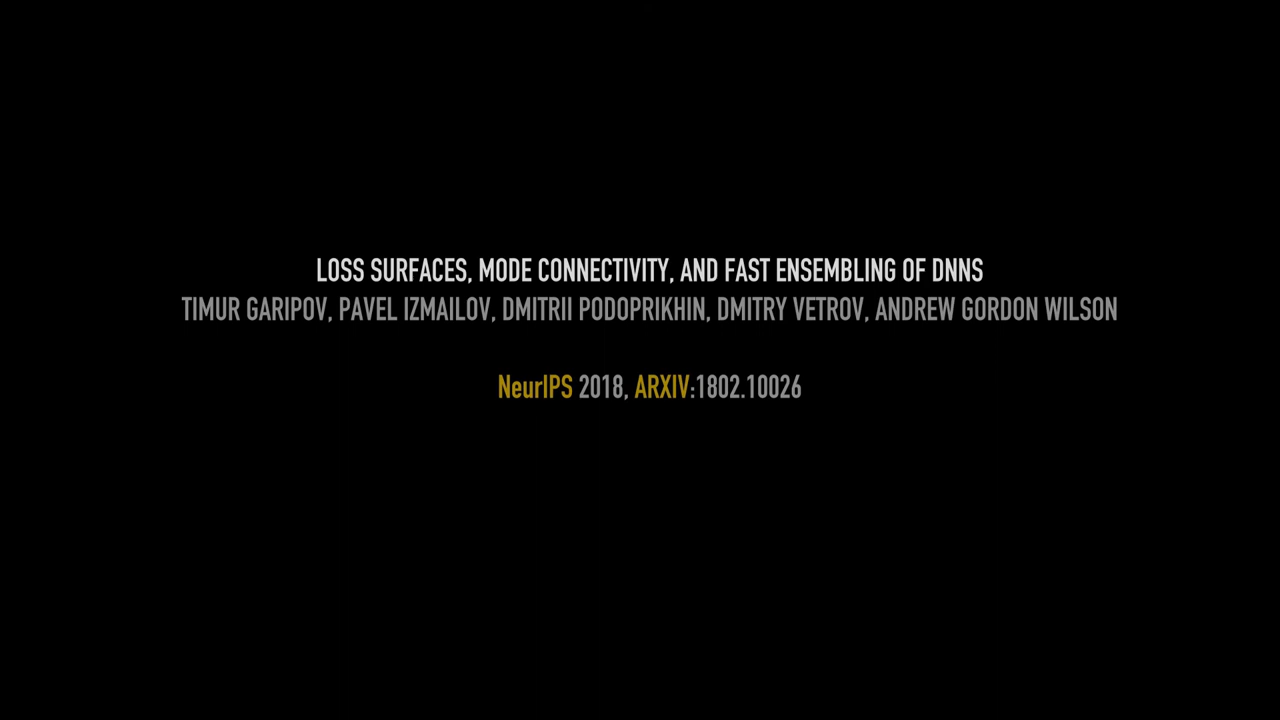 LOSS SURFACES, MODE CONNECTIVITY, AND FAST ENSEMBLING OF DNNS
TIMUR GARIPOV, PAVEL IZMAILOV, DMITRII PODOPRIKHIN, DMITRY VETROV, ANDREW GORDON WILSON
NeurIPS 2018, ARXIV:1802.10026